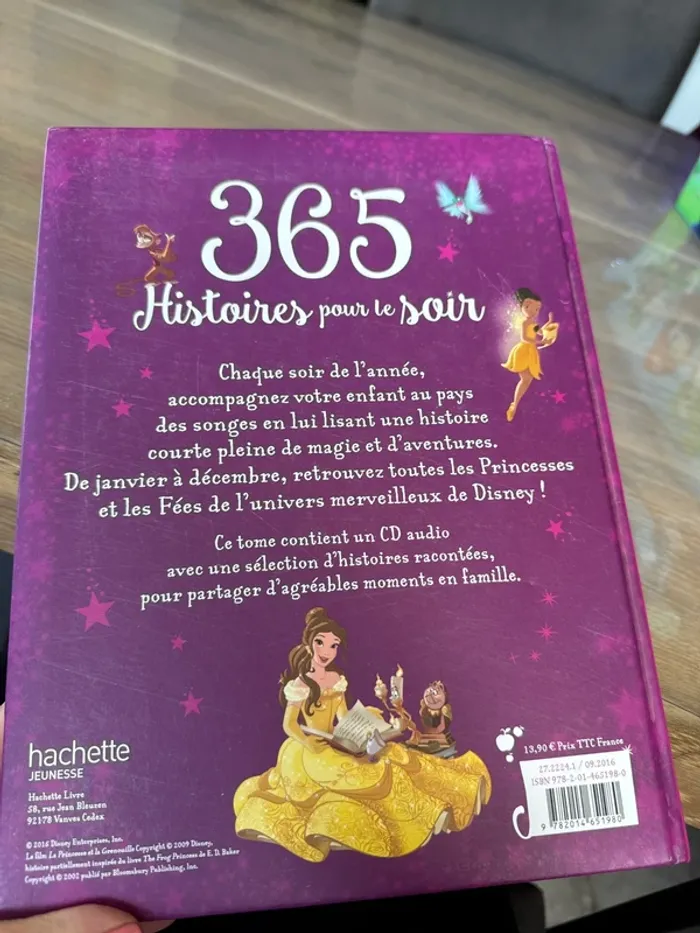 365
Histoires pour le soir
Chaque soir de l'année,
accompagnez votre enfant au pays
des songes en lui lisant une histoire
courte pleine de magie et d'aventures.
De janvier à décembre, retrouvez toutes les Princesses
et les Fées de l'univers merveilleux de Disney !
Ce tome contient un CD audio
avec une sélection d'histoires racontées,
pour partager d'agréables moments en famille.
hachette
JEUNESSE
Hachette Livre
58, rue Jean Bleuzen
92178 Vanves Cedex
© 2016 Disney Enterprises, Inc.
Le film La Princesse et la Grenouille Copyright © 2009 Disney,
histoire partiellement inspirée du livre The Frog Princess de E. D. Baker
Copyright © 2002 publié par Bloomsbury Publishing, Inc.
13,90 € Prix TTC France
27.2224.1 / 09.2016
ISBN 978-2-01-465198-0
9 782014 651980